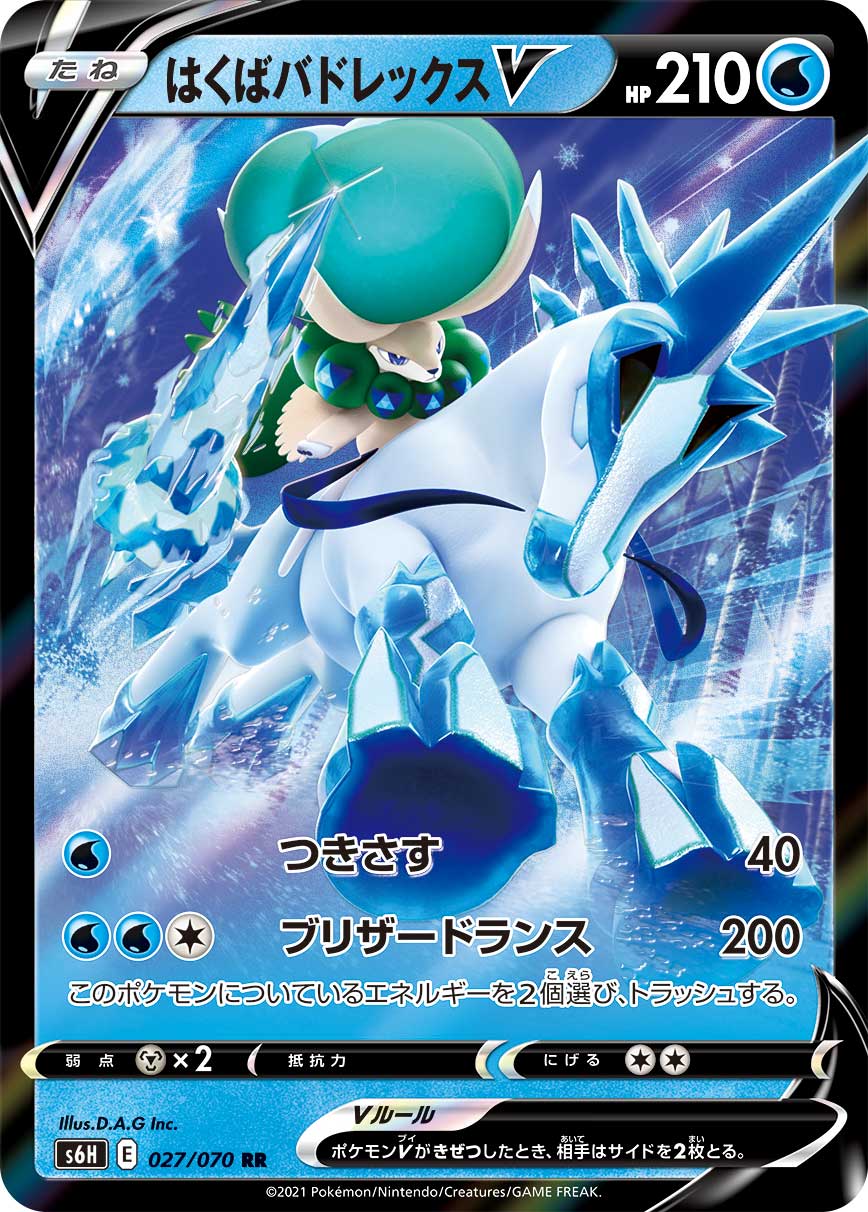 たね はくばバドレックスV HP210
つきさす 40
ブリザードランス 200
このポケモンについているエネルギーを2個選び、トラッシュする。
弱点 ×2 抵抗力 にげる
Illus.D.A.G Inc.
s6H E 027/070 RR
Vルール
ポケモンVがきぜつしたとき、相手はサイドを2枚とる。
©2021 Pokémon/Nintendo/Creatures/GAME FREAK.